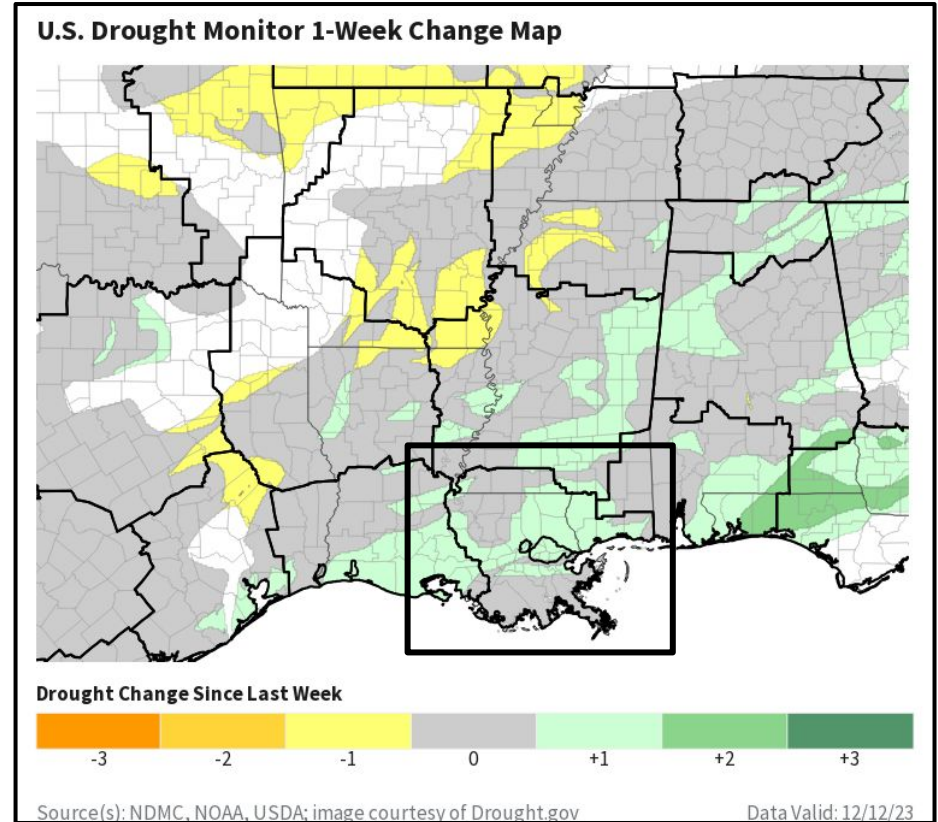 U.S. Drought Monitor 1-Week Change Map
Drought Change Since Last Week
-3 -2 -1 0 +1 +2 +3
Source(s): NDMC, NOAA, USDA; image courtesy of Drought.gov Data Valid: 12/12/23